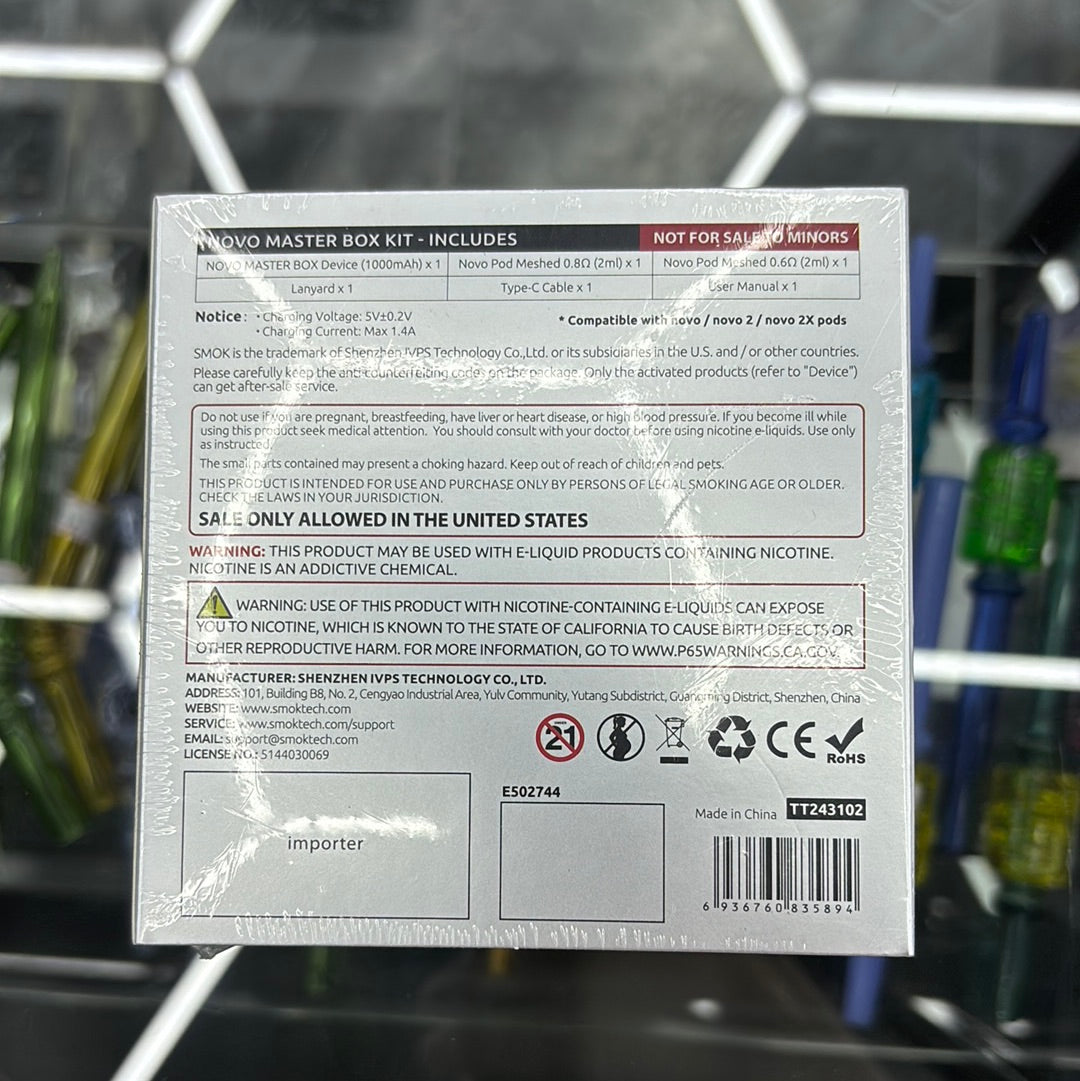 NOVO MASTER BOX KIT - INCLUDES NOT FOR SALE TO MINORS
NOVO MASTER BOX Device (1000mAh) x 1 Novo Pod Meshed 0.8Ω (2ml) x 1 Novo Pod Meshed 0.6Ω (2ml) x 1
Lanyard x 1 Type-C Cable x 1 User Manual x 1
Notice: • Charging Voltage: 5V±0.2V
• Charging Current: Max 1.4A
* Compatible with novo / novo 2 / novo 2X pods
SMOK is the trademark of Shenzhen IVPS Technology Co.,Ltd. or its subsidiaries in the U.S. and / or other countries.
Please carefully keep the anti-counterfeiting codes on the package. Only the activated products (refer to "Device")
can get after-sale service.
Do not use if you are pregnant, breastfeeding, have liver or heart disease, or high blood pressure. If you become ill while
using this product seek medical attention. You should consult with your doctor before using nicotine e-liquids. Use only
as instructed.
The small parts contained may present a choking hazard. Keep out of reach of children and pets.
THIS PRODUCT IS INTENDED FOR USE AND PURCHASE ONLY BY PERSONS OF LEGAL SMOKING AGE OR OLDER.
CHECK THE LAWS IN YOUR JURISDICTION.
SALE ONLY ALLOWED IN THE UNITED STATES
WARNING: THIS PRODUCT MAY BE USED WITH E-LIQUID PRODUCTS CONTAINING NICOTINE.
NICOTINE IS AN ADDICTIVE CHEMICAL.
WARNING: USE OF THIS PRODUCT WITH NICOTINE-CONTAINING E-LIQUIDS CAN EXPOSE
YOU TO NICOTINE, WHICH IS KNOWN TO THE STATE OF CALIFORNIA TO CAUSE BIRTH DEFECTS OR
OTHER REPRODUCTIVE HARM. FOR MORE INFORMATION, GO TO WWW.P65WARNINGS.CA.GOV.
MANUFACTURER: SHENZHEN IVPS TECHNOLOGY CO., LTD.
ADDRESS: 101, Building B8, No. 2, Cengyao Industrial Area, Yulv Community, Yutang Subdistrict, Guangming District, Shenzhen, China
WEBSITE: www.smoktech.com
SERVICE: www.smoktech.com/support
EMAIL: support@smoktech.com
LICENSE NO.: 5144030069
21
CE
RoHS
importer
E502744
Made in China TT243102
6 936760 835894